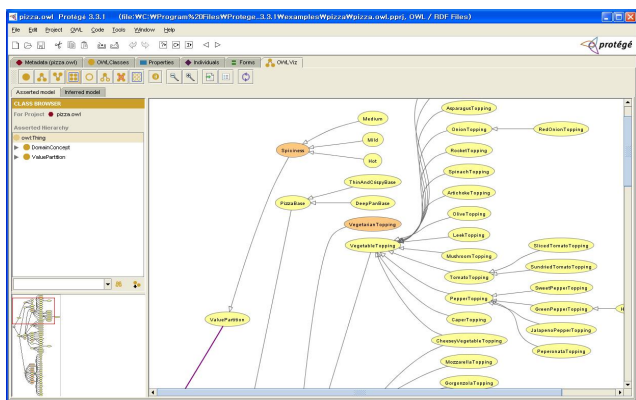 pizza.owl Protégé 3.3.1 (file:₩C:₩Program%20Files₩Protege_3.3.1₩examples₩pizza₩pizza.owl.pprj, OWL / RDF Files)
File Edit Project OWL Code Tools Window Help
protégé
Metadata (pizza.owl) OWLClasses Properties Individuals Forms OWLViz
Asserted model Inferred model
CLASS BROWSER
For Project pizza.owl
Asserted Hierarchy
owl:Thing
DomainConcept
ValuePartition
Medium
Mild
Spiciness
Hot
ThinAndCrispyBase
PizzaBase
DeepPanBase
VegetarianTopping
VegetableTopping
ValuePartition
AsparagusTopping
OnionTopping
RedOnionTopping
RocketTopping
SpinachTopping
ArtichokeTopping
OliveTopping
LeekTopping
MushroomTopping
SlicedTomatoTopping
TomatoTopping
SundriedTomatoTopping
SweetPepperTopping
PepperTopping
GreenPepperTopping
H
CaperTopping
JalapenoPepperTopping
CheeseyVegetableTopping
PeperonataTopping
MozzarellaTopping
GorgonzolaTopping